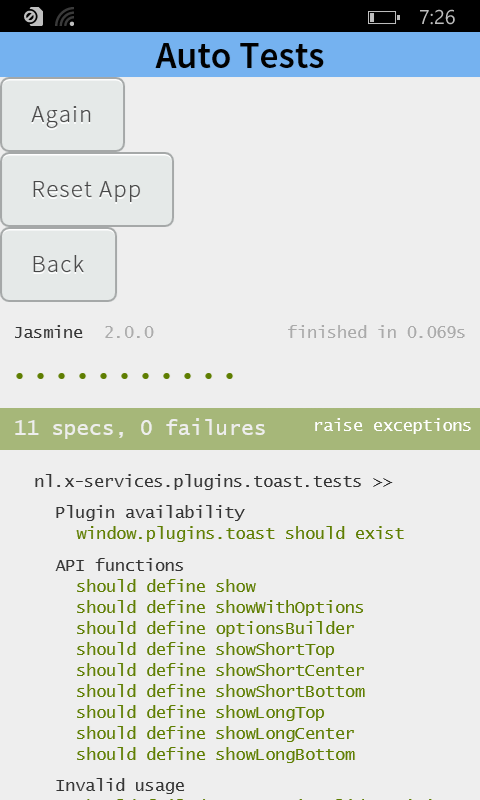 7:26
Auto Tests
Again
Reset App
Back
Jasmine 2.0.0 finished in 0.069s
• • • • • • • • • • •
11 specs, 0 failures raise exceptions
nl.x-services.plugins.toast.tests >>
Plugin availability
window.plugins.toast should exist
API functions
should define show
should define showWithOptions
should define optionsBuilder
should define showShortTop
should define showShortCenter
should define showShortBottom
should define showLongTop
should define showLongCenter
should define showLongBottom
Invalid usage